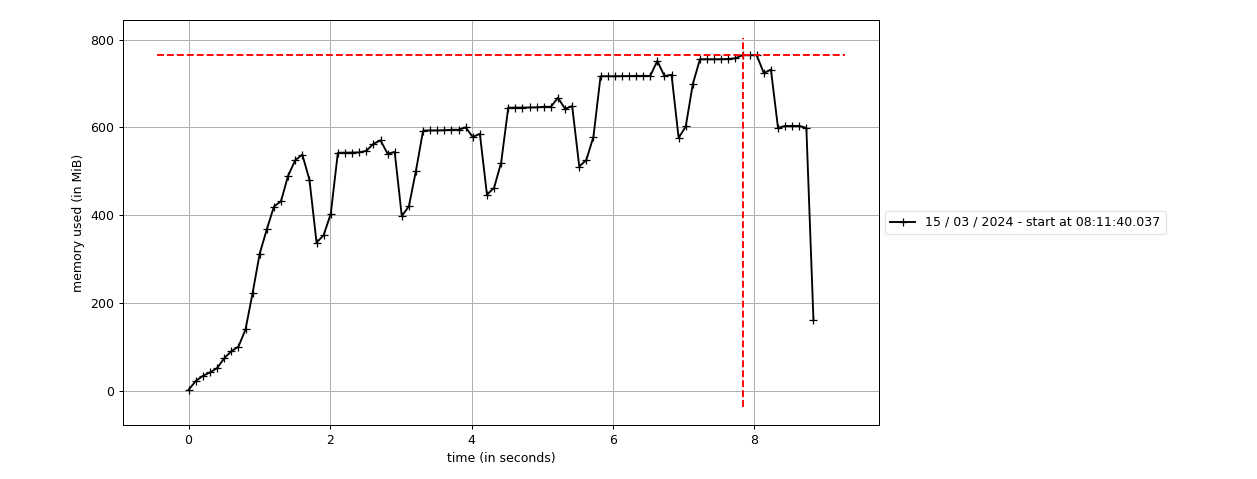 800
600
400
200
0
0 2 4 6 8
memory used (in MiB)
time (in seconds)
15 / 03 / 2024 - start at 08:11:40.037